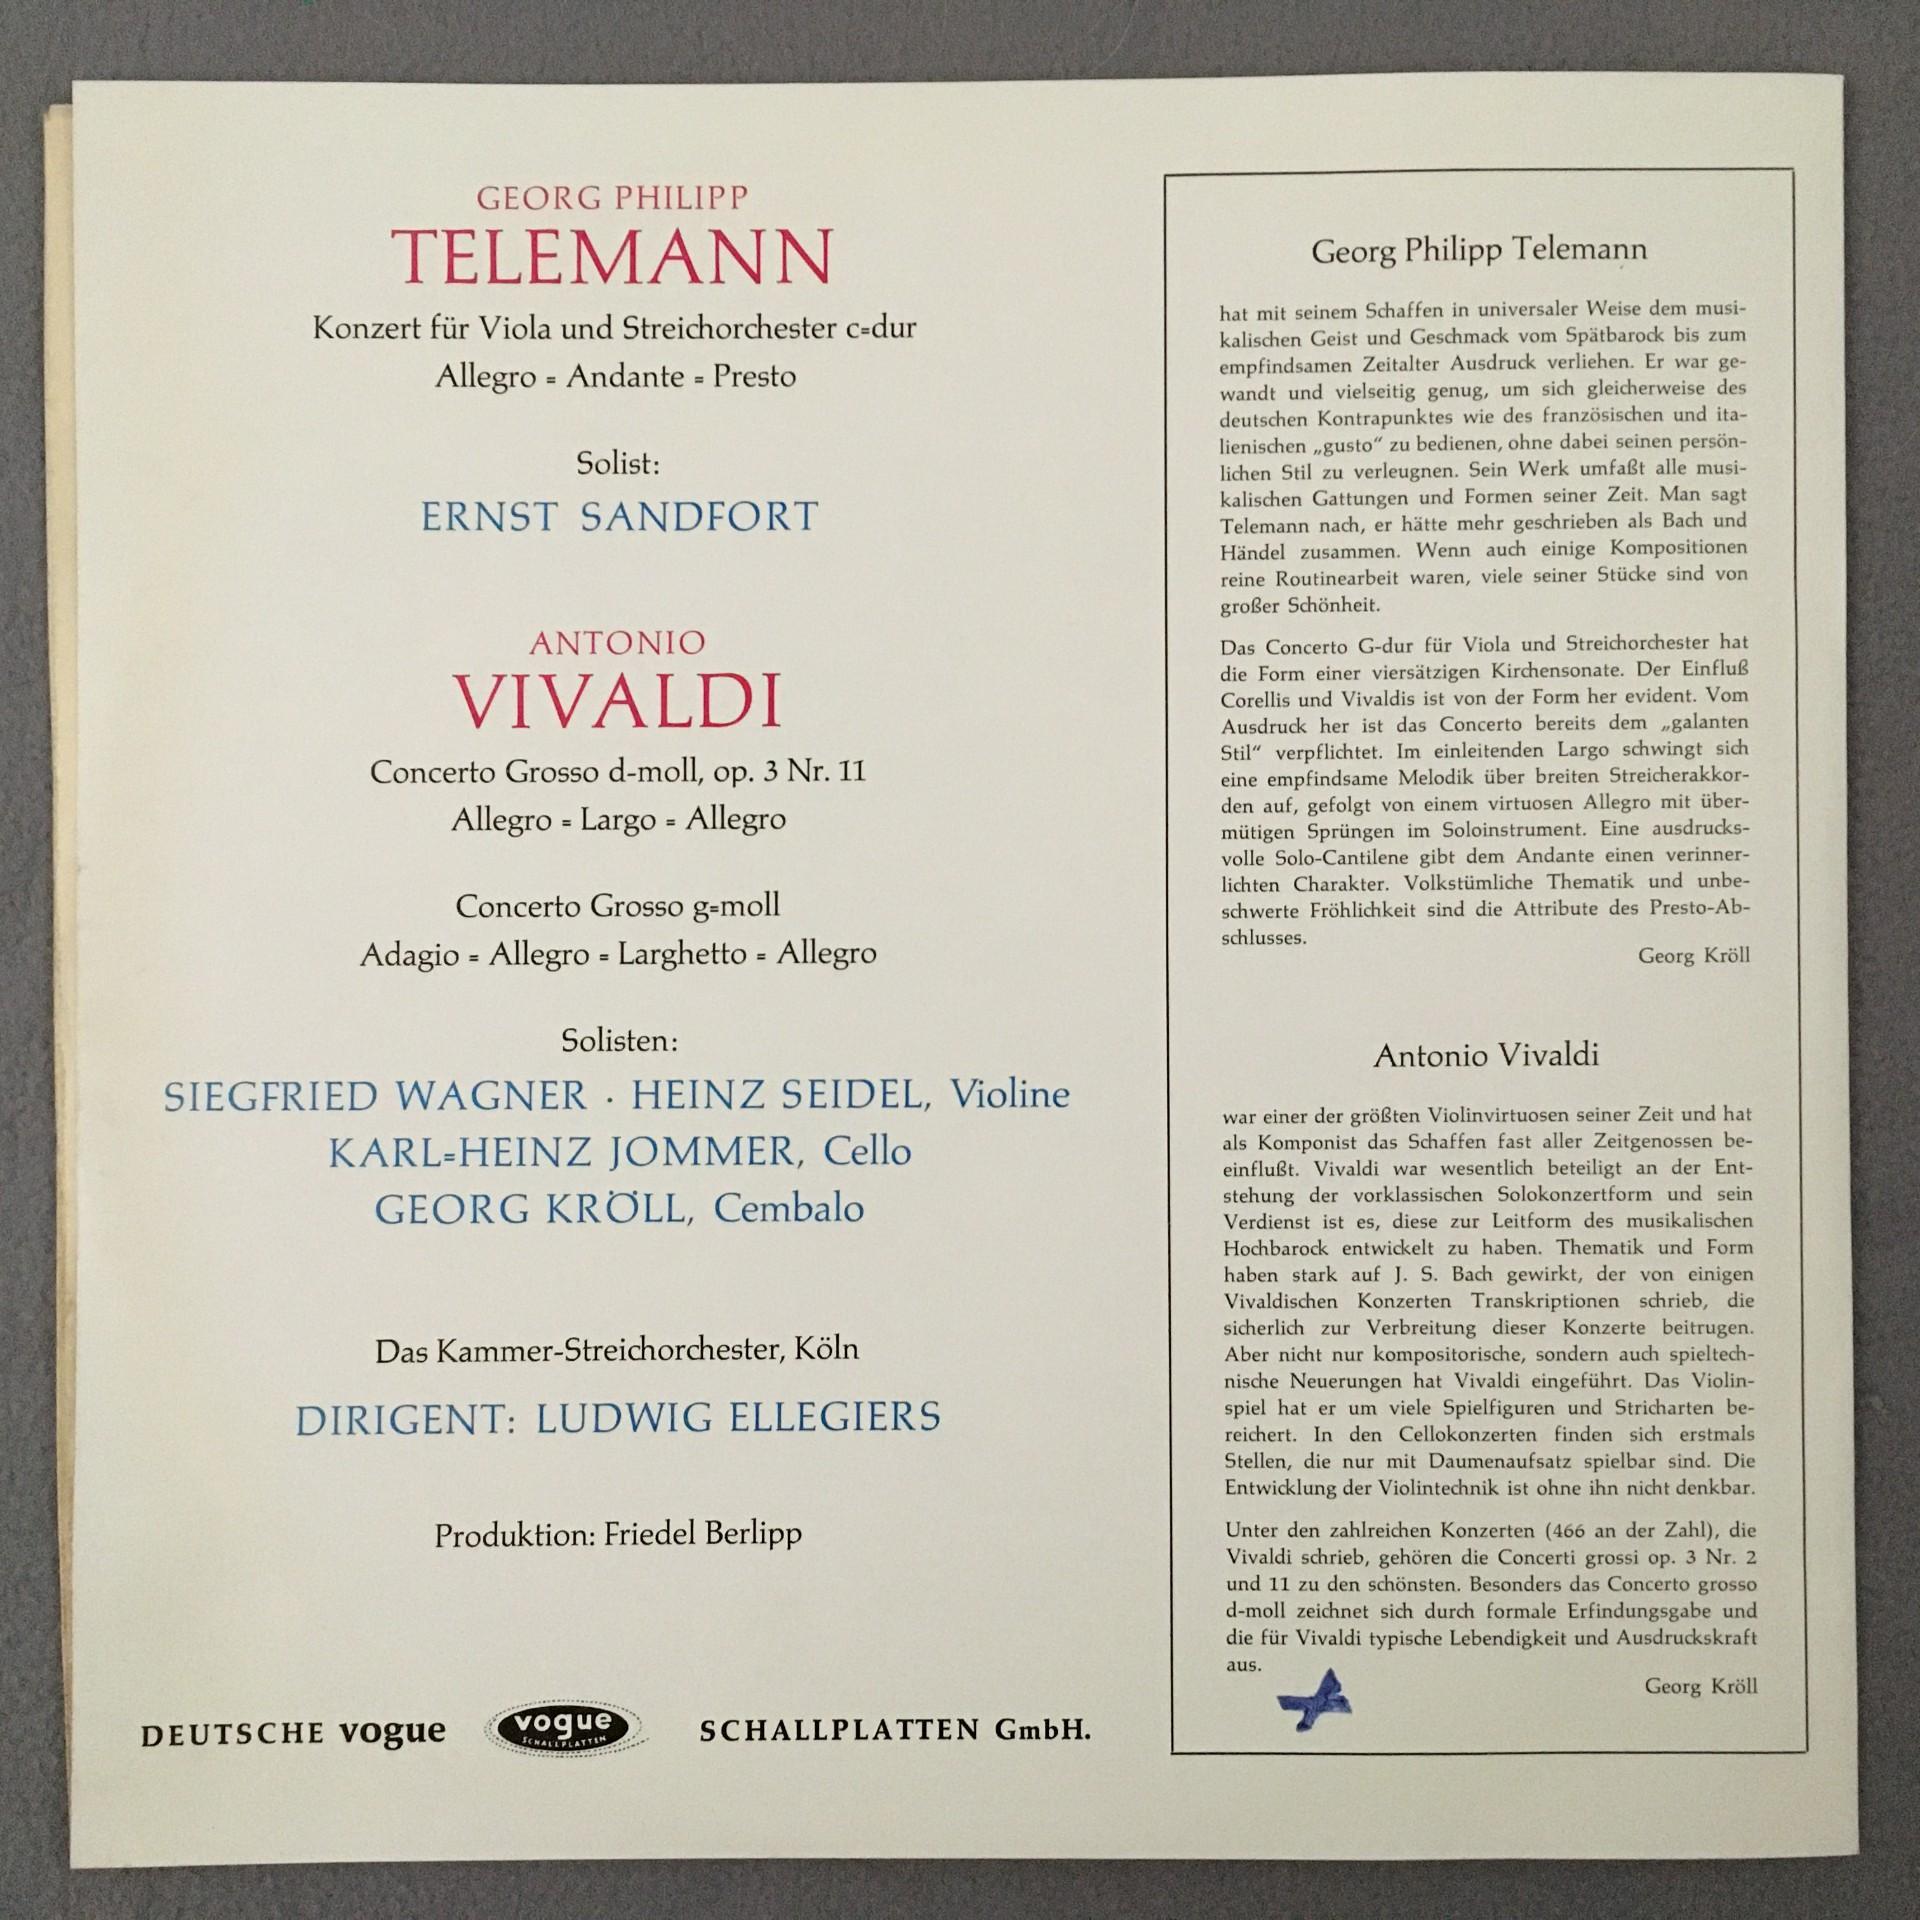 GEORG PHILIPP
TELEMANN
Konzert für Viola und Streichorchester c=dur
Allegro = Andante = Presto
Solist:
ERNST SANDFORT
ANTONIO
VIVALDI
Concerto Grosso d-moll, op. 3 Nr. 11
Allegro = Largo = Allegro
Concerto Grosso g=moll
Adagio = Allegro = Larghetto = Allegro
Solisten:
SIEGFRIED WAGNER · HEINZ SEIDEL, Violine
KARL=HEINZ JOMMER, Cello
GEORG KRÖLL, Cembalo
Das Kammer-Streichorchester, Köln
DIRIGENT: LUDWIG ELLEGIERS
Produktion: Friedel Berlipp
DEUTSCHE vogue
vogue
SCHALLPLATTEN
SCHALLPLATTEN GmbH.
Georg Philipp Telemann
hat mit seinem Schaffen in universaler Weise dem musi-
kalischen Geist und Geschmack vom Spätbarock bis zum
empfindsamen Zeitalter Ausdruck verliehen. Er war ge-
wandt und vielseitig genug, um sich gleicherweise des
deutschen Kontrapunktes wie des französischen und ita-
lienischen „gusto“ zu bedienen, ohne dabei seinen persön-
lichen Stil zu verleugnen. Sein Werk umfaßt alle musi-
kalischen Gattungen und Formen seiner Zeit. Man sagt
Telemann nach, er hätte mehr geschrieben als Bach und
Händel zusammen. Wenn auch einige Kompositionen
reine Routinearbeit waren, viele seiner Stücke sind von
großer Schönheit.
Das Concerto G-dur für Viola und Streichorchester hat
die Form einer viersätzigen Kirchensonate. Der Einfluß
Corellis und Vivaldis ist von der Form her evident. Vom
Ausdruck her ist das Concerto bereits dem „galanten
Stil“ verpflichtet. Im einleitenden Largo schwingt sich
eine empfindsame Melodik über breiten Streicherakkor-
den auf, gefolgt von einem virtuosen Allegro mit über-
mütigen Sprüngen im Soloinstrument. Eine ausdrucks-
volle Solo-Cantilene gibt dem Andante einen verinner-
lichten Charakter. Volkstümliche Thematik und unbe-
schwerte Fröhlichkeit sind die Attribute des Presto-Ab-
schlusses.
Georg Kröll
Antonio Vivaldi
war einer der größten Violinvirtuosen seiner Zeit und hat
als Komponist das Schaffen fast aller Zeitgenossen be-
einflußt. Vivaldi war wesentlich beteiligt an der Ent-
stehung der vorklassischen Solokonzertform und sein
Verdienst ist es, diese zur Leitform des musikalischen
Hochbarock entwickelt zu haben. Thematik und Form
haben stark auf J. S. Bach gewirkt, der von einigen
Vivaldischen Konzerten Transkriptionen schrieb, die
sicherlich zur Verbreitung dieser Konzerte beitrugen.
Aber nicht nur kompositorische, sondern auch spieltech-
nische Neuerungen hat Vivaldi eingeführt. Das Violin-
spiel hat er um viele Spielfiguren und Stricharten be-
reichert. In den Cellokonzerten finden sich erstmals
Stellen, die nur mit Daumenaufsatz spielbar sind. Die
Entwicklung der Violintechnik ist ohne ihn nicht denkbar.
Unter den zahlreichen Konzerten (466 an der Zahl), die
Vivaldi schrieb, gehören die Concerti grossi op. 3 Nr. 2
und 11 zu den schönsten. Besonders das Concerto grosso
d-moll zeichnet sich durch formale Erfindungsgabe und
die für Vivaldi typische Lebendigkeit und Ausdruckskraft
aus.
Georg Kröll